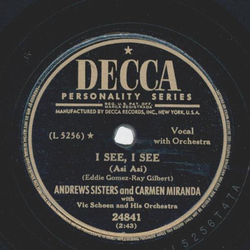 DECCA
PERSONALITY SERIES
REG. U.S. PAT. OFF.
MARCA REGISTRADA
MANUFACTURED BY DECCA RECORDS, INC., NEW YORK, U.S.A.
(L 5256) ★
Vocal
with Orchestra
I SEE, I SEE
(Asi Asi)
(Eddie Gomez-Ray Gilbert)
ANDREWS SISTERS and CARMEN MIRANDA
with
Vic Schoen and His Orchestra
24841
(2:43)